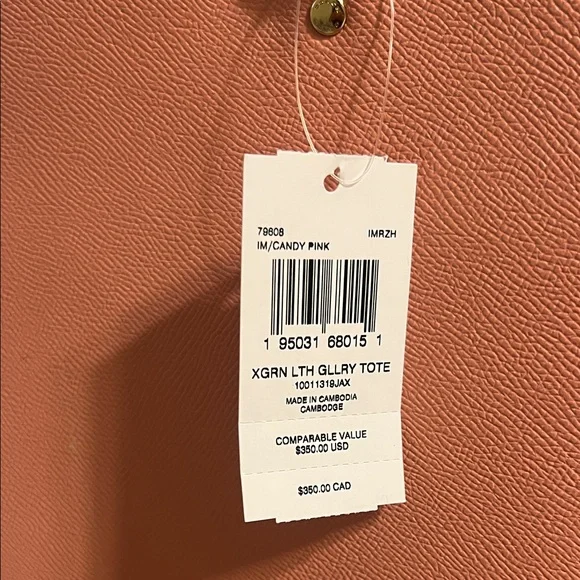 79608 IMRZH
IM/CANDY PINK
1 95031 68015 1
XGRN LTH GLLRY TOTE
10011319JAX
MADE IN CAMBODIA
CAMBODGE
COMPARABLE VALUE
$350.00 USD
$350.00 CAD